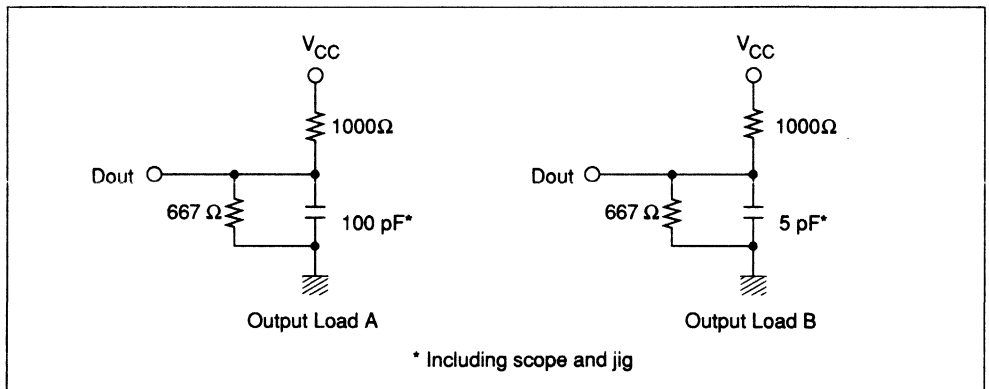 VCC
1000Ω
Dout
667 Ω
100 pF*
Output Load A
VCC
1000Ω
Dout
667 Ω
5 pF*
Output Load B
* Including scope and jig